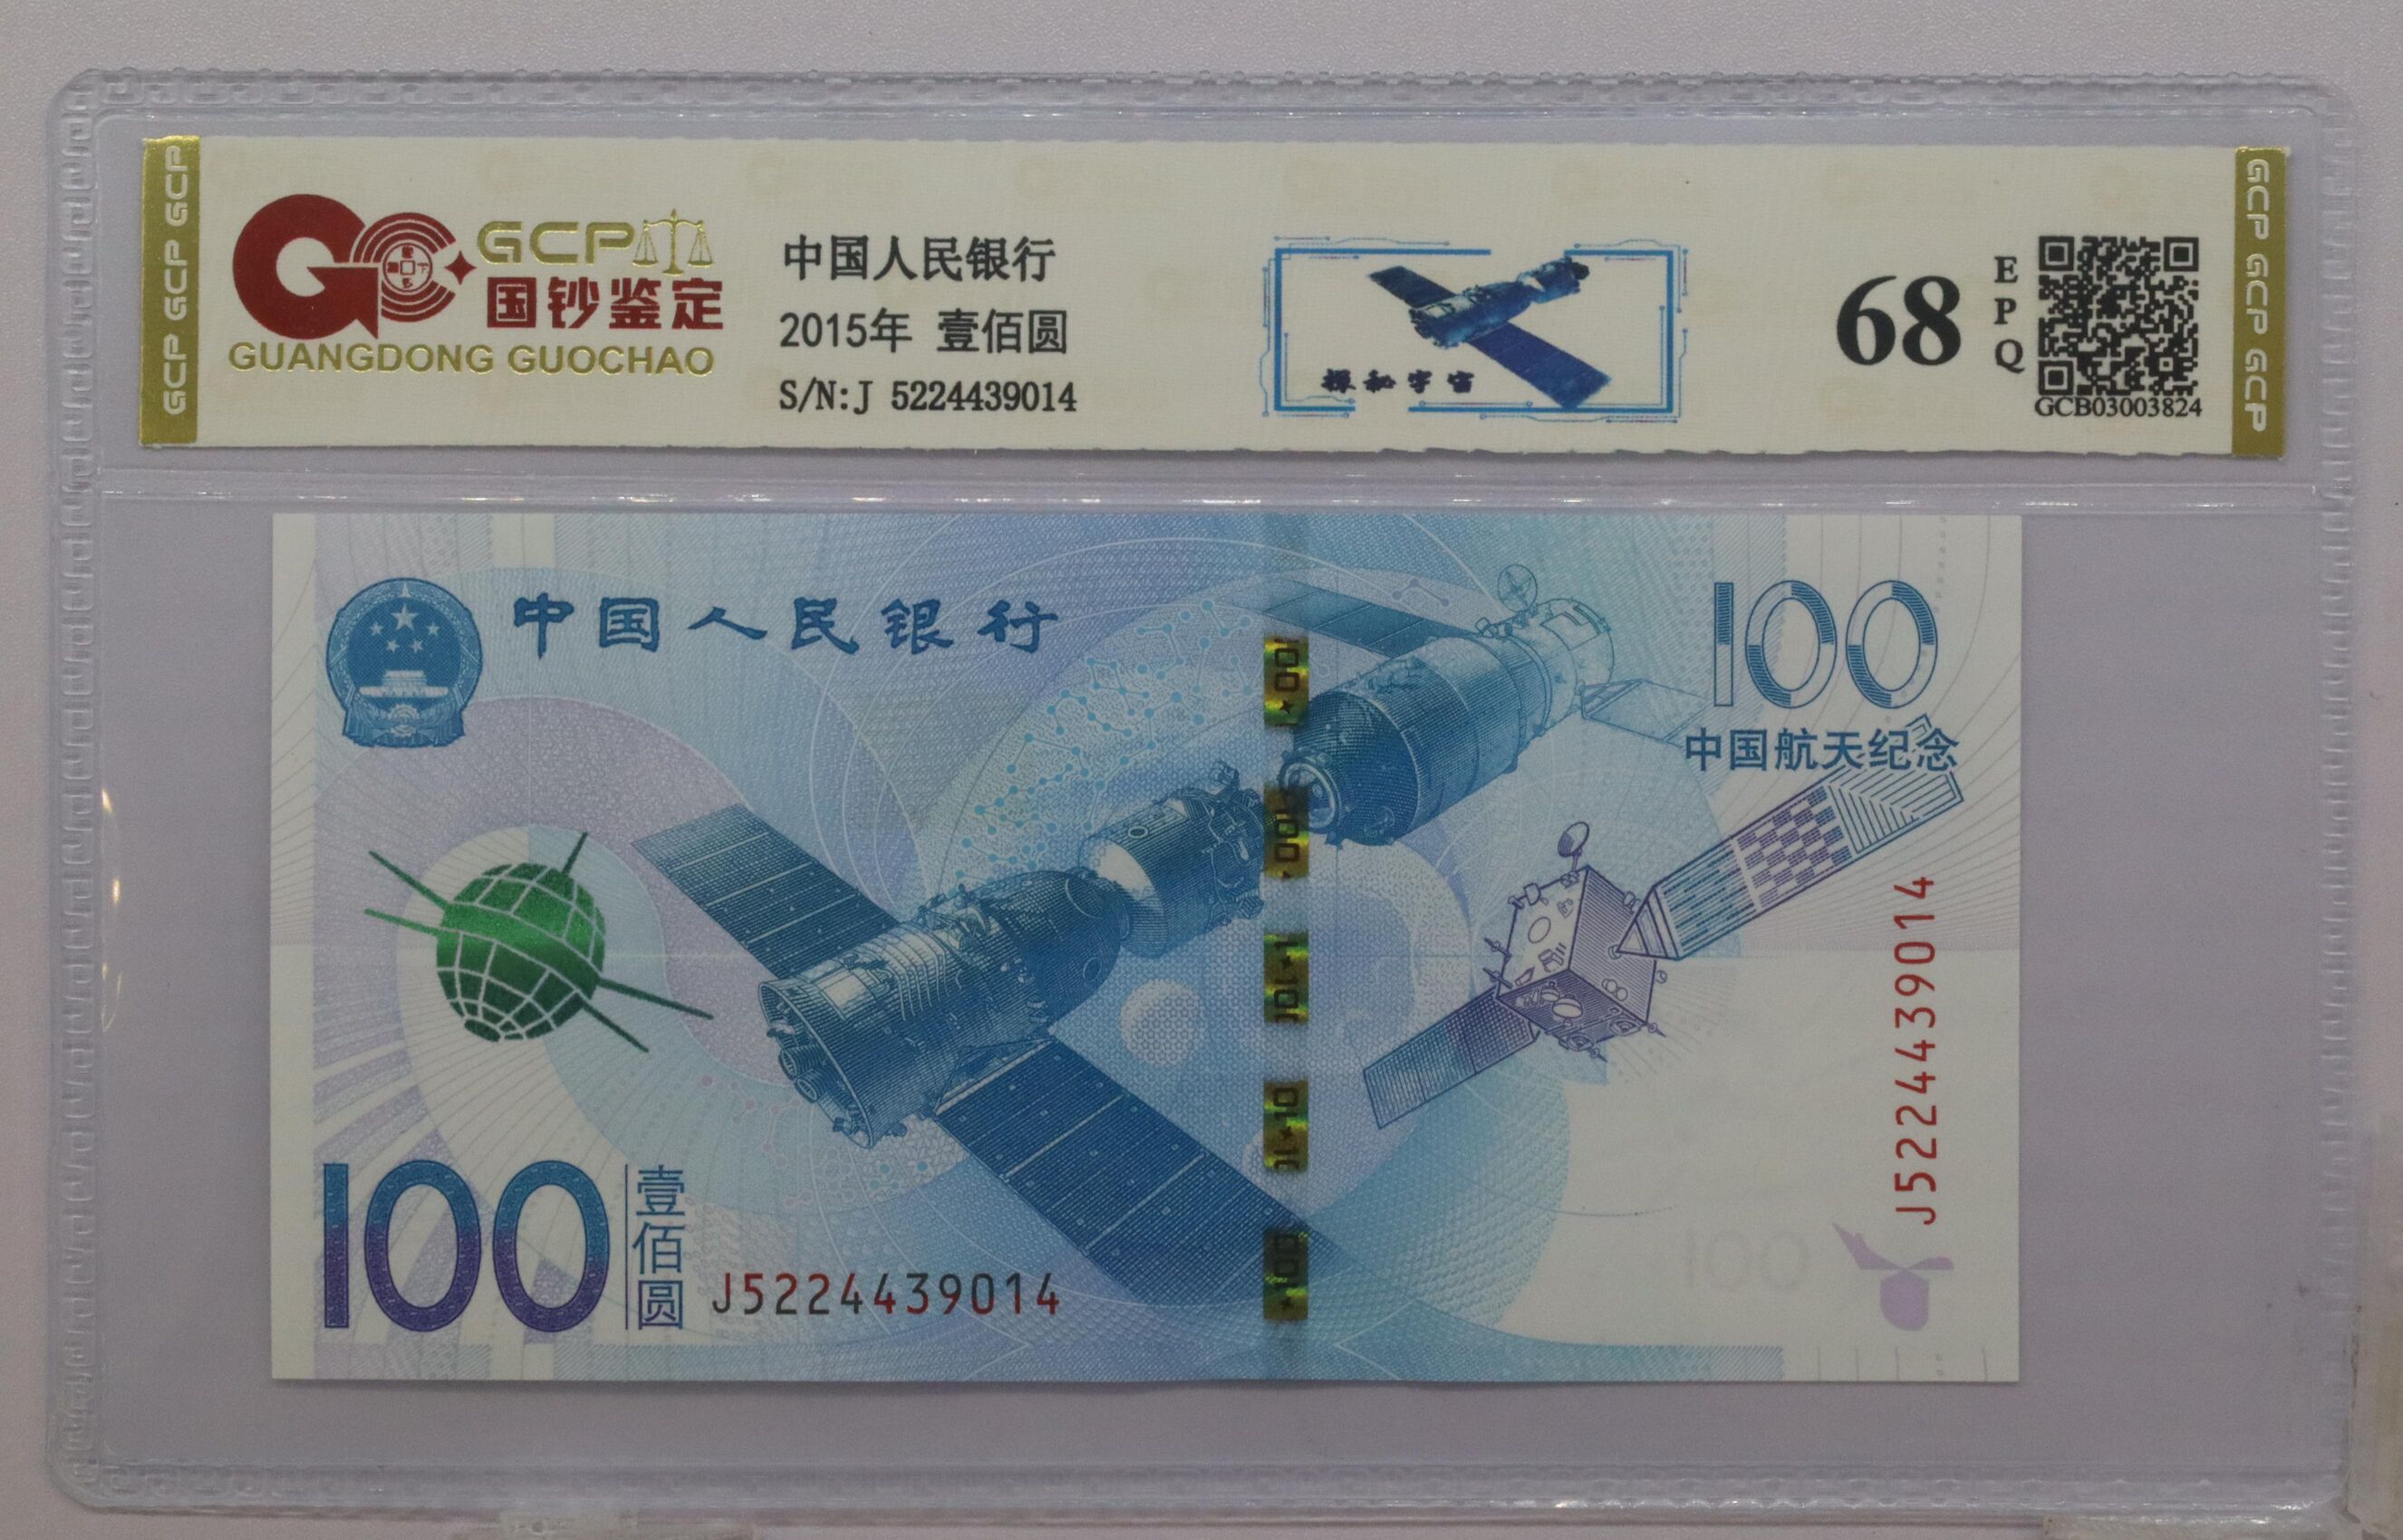 GCP GCP GCP
GCP
国钞鉴定
GUANGDONG GUOCHAO
中国人民银行
2015年 壹佰圆
S/N:J 5224439014
探秘宇宙
68
EPQ
GCB03003824
GCP GCP GCP
中国人民银行
100
中国航天纪念
J5224439014
100
壹佰圆
J5224439014
100